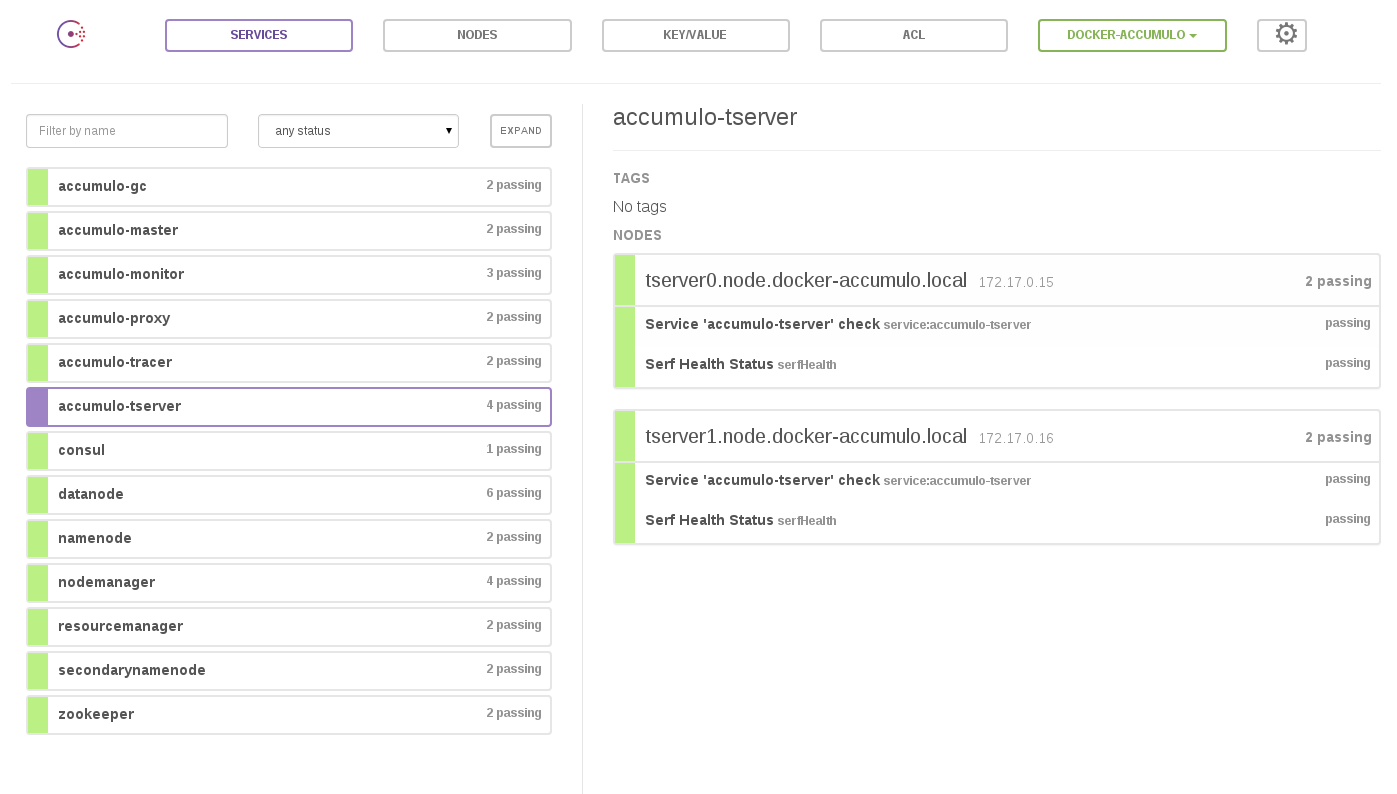 SERVICES NODES KEY/VALUE ACL DOCKER-ACCUMULO
Filter by name any status EXPAND
accumulo-gc 2 passing
accumulo-master 2 passing
accumulo-monitor 3 passing
accumulo-proxy 2 passing
accumulo-tracer 2 passing
accumulo-tserver 4 passing
consul 1 passing
datanode 6 passing
namenode 2 passing
nodemanager 4 passing
resourcemanager 2 passing
secondarynamenode 2 passing
zookeeper 2 passing
accumulo-tserver
TAGS
No tags
NODES
tserver0.node.docker-accumulo.local 172.17.0.15 2 passing
Service 'accumulo-tserver' check service:accumulo-tserver passing
Serf Health Status serfHealth passing
tserver1.node.docker-accumulo.local 172.17.0.16 2 passing
Service 'accumulo-tserver' check service:accumulo-tserver passing
Serf Health Status serfHealth passing